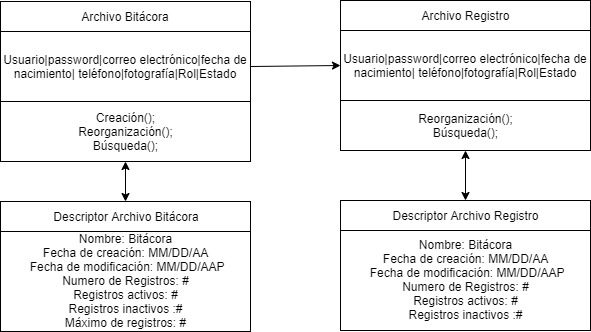 Archivo Bitácora
Usuario|password|correo electrónico|fecha de
nacimiento| teléfono|fotografía|Rol|Estado
Creación();
Reorganización();
Búsqueda();
Archivo Registro
Usuario|password|correo electrónico|fecha de
nacimiento| teléfono|fotografía|Rol|Estado
Reorganización();
Búsqueda();
Descriptor Archivo Bitácora
Nombre: Bitácora
Fecha de creación: MM/DD/AA
Fecha de modificación: MM/DD/AAP
Numero de Registros: #
Registros activos: #
Registros inactivos :#
Máximo de registros: #
Descriptor Archivo Registro
Nombre: Bitácora
Fecha de creación: MM/DD/AA
Fecha de modificación: MM/DD/AAP
Numero de Registros: #
Registros activos: #
Registros inactivos :#